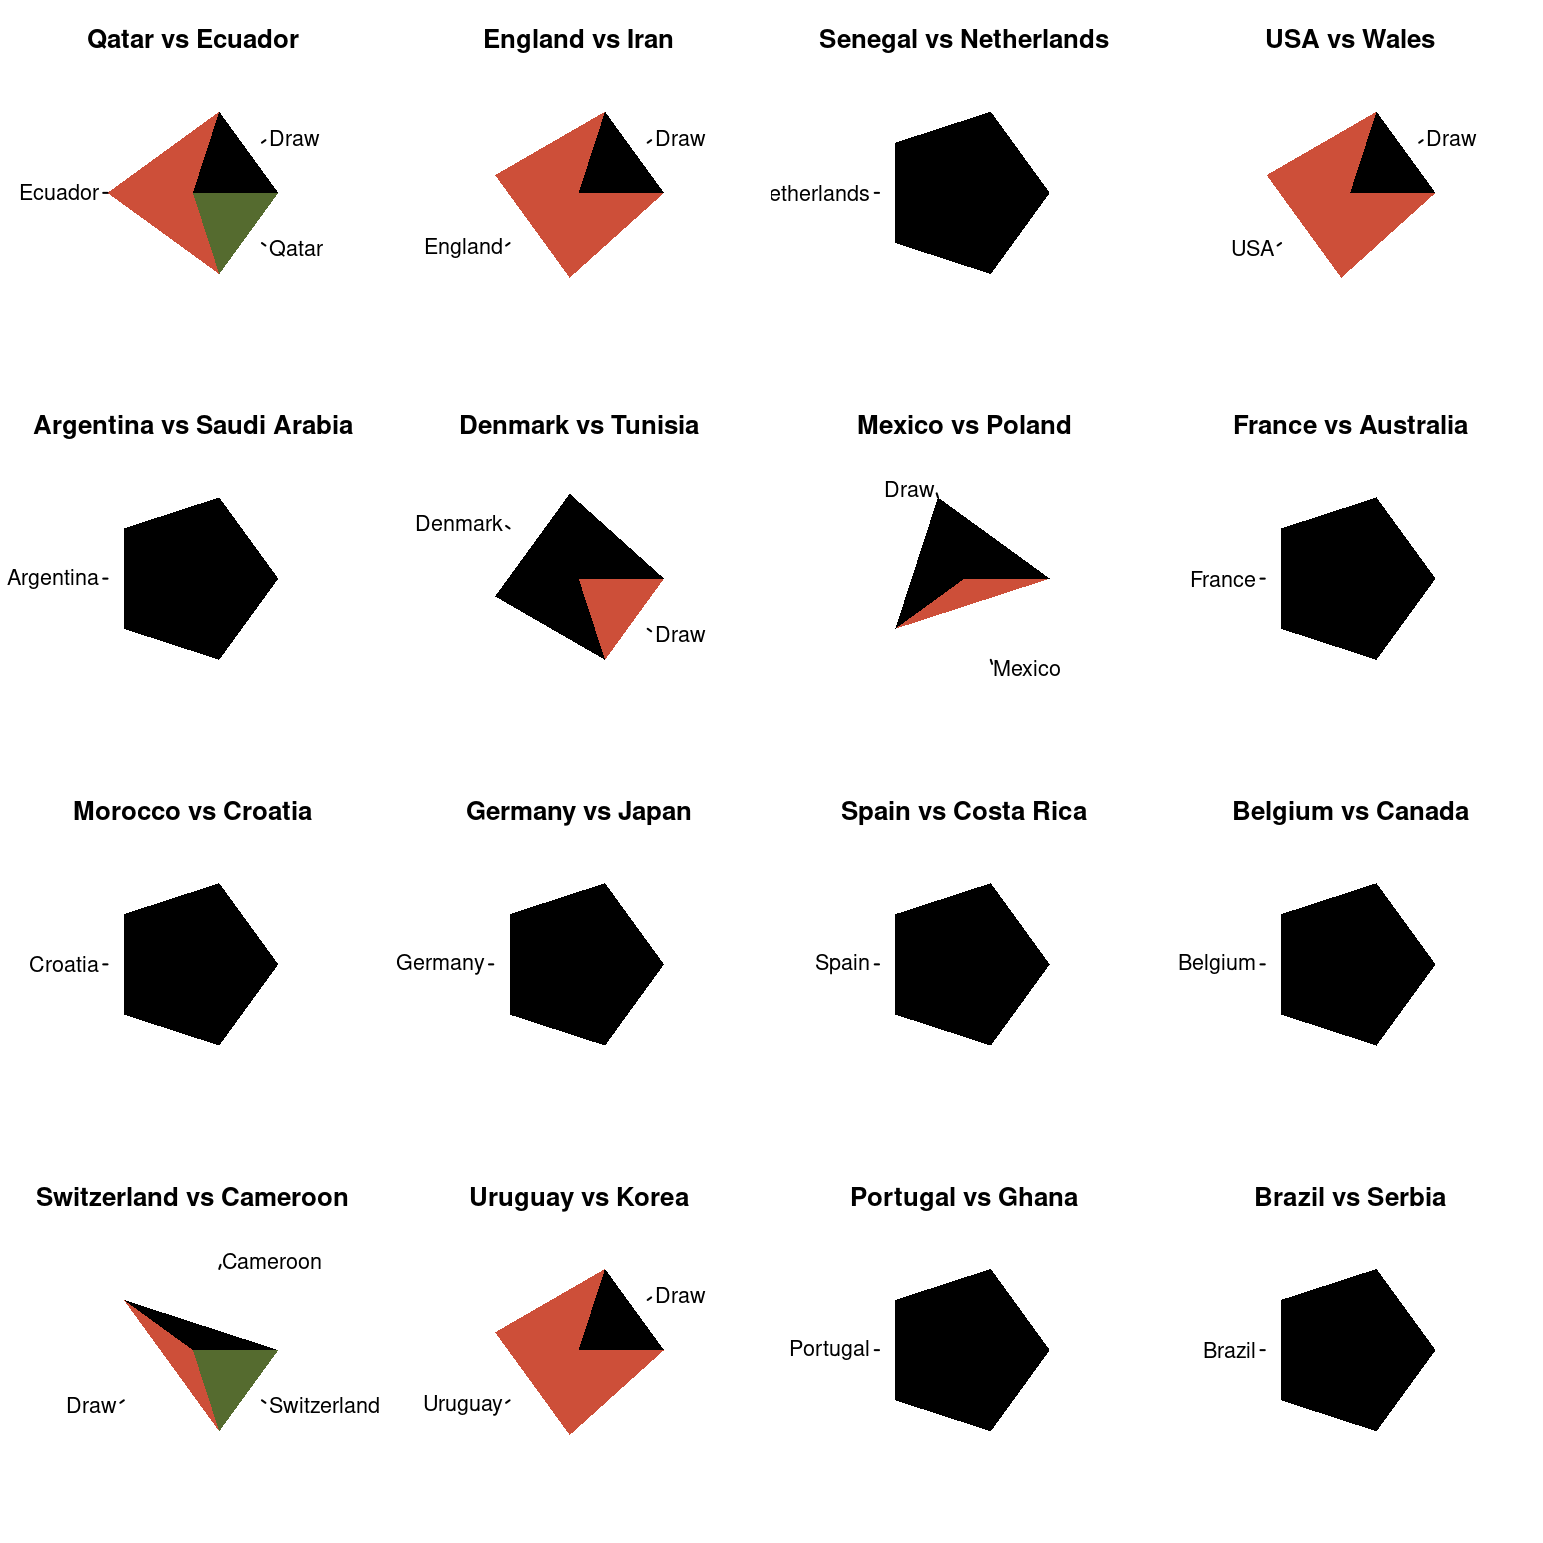 Qatar vs Ecuador
Draw
Ecuador
Qatar
England vs Iran
Draw
England
Senegal vs Netherlands
etherlands
USA vs Wales
Draw
USA
Argentina vs Saudi Arabia
Argentina
Denmark vs Tunisia
Denmark
Draw
Mexico vs Poland
Draw
Mexico
France vs Australia
France
Morocco vs Croatia
Croatia
Germany vs Japan
Germany
Spain vs Costa Rica
Spain
Belgium vs Canada
Belgium
Switzerland vs Cameroon
Cameroon
Draw
Switzerland
Uruguay vs Korea
Draw
Uruguay
Portugal vs Ghana
Portugal
Brazil vs Serbia
Brazil